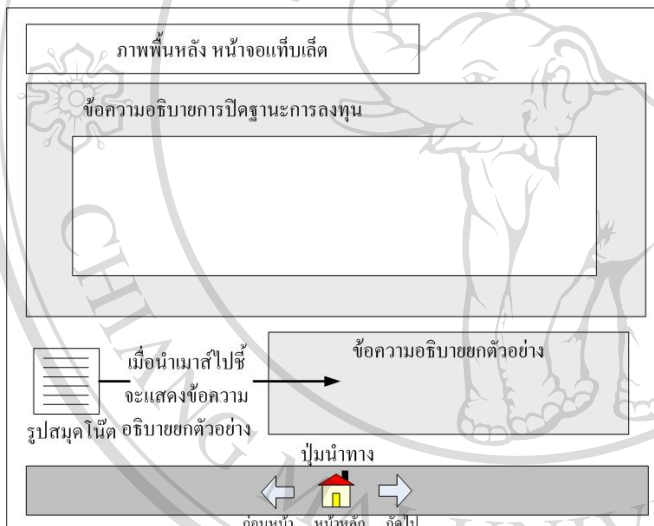 ภาพพื้นหลัง หน้าจอแท็บเล็ต
ข้อความอธิบายการปิดฐานะการลงทุน
ข้อความอธิบายยกตัวอย่าง
เมื่อนำเมาส์ไปชี้
จะแสดงข้อความ
อธิบายยกตัวอย่าง
รูปสมุดโน๊ต
ปุ่มนำทาง
ก่อนหน้า หน้าหลัก ถัดไป
CHIANG MAI UNIV